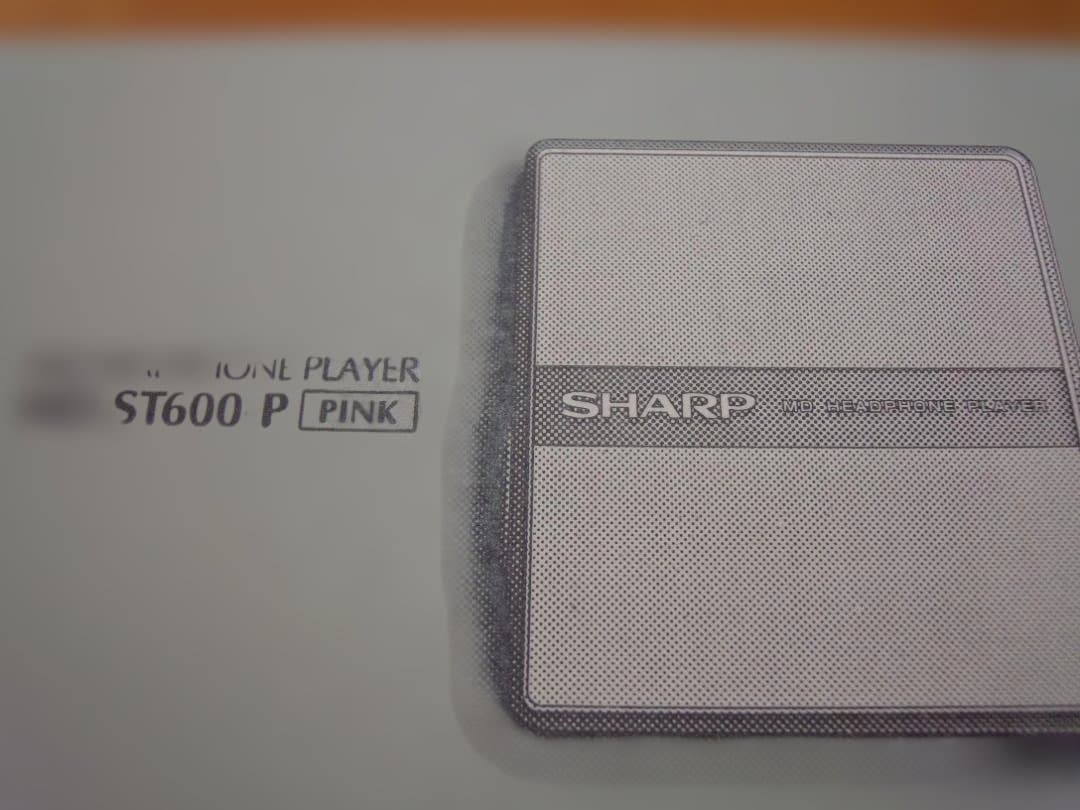 PLAYER
ST600 P PINK
SHARP MD HEADPHONE PLAYER